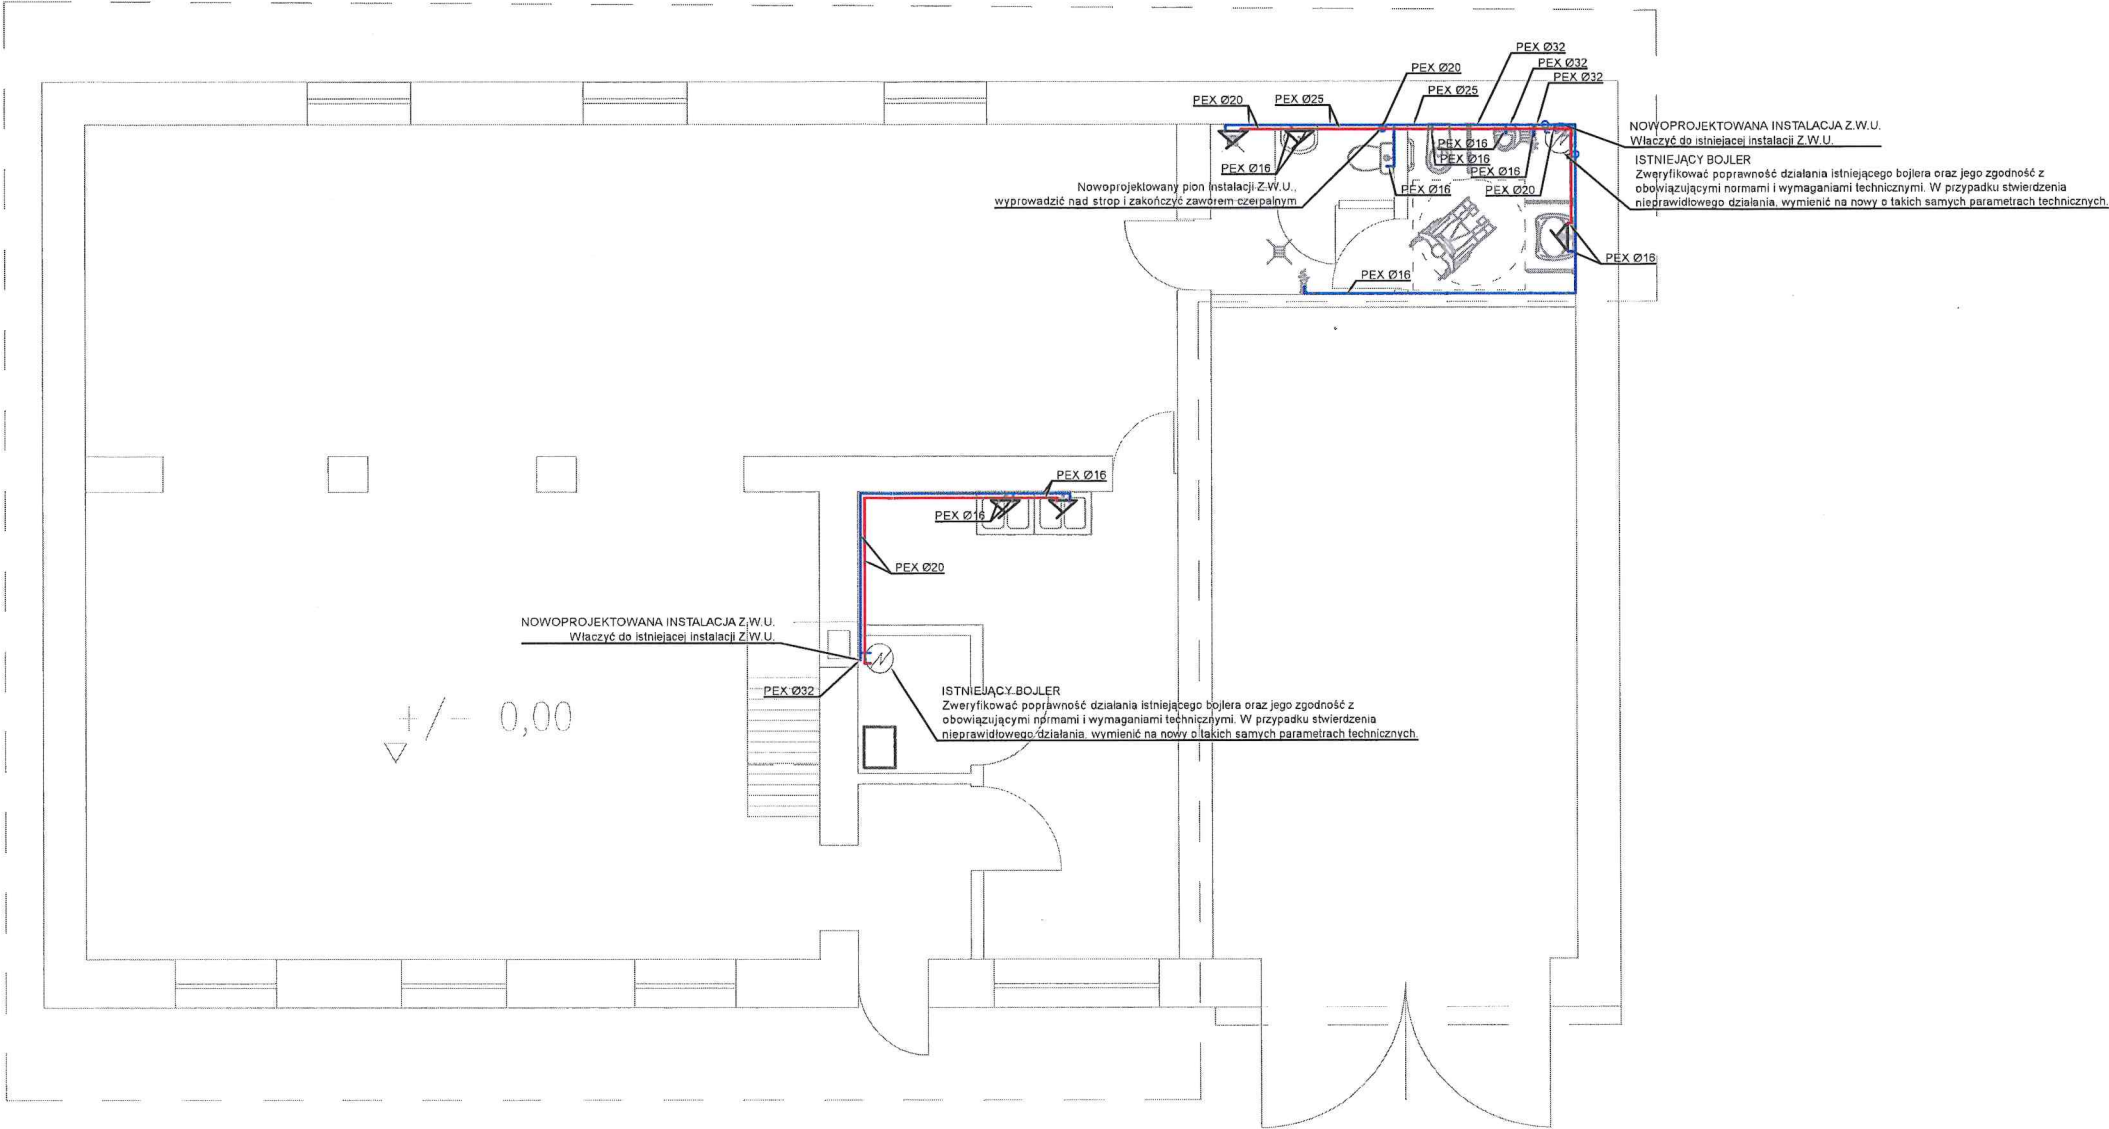 PEX Ø32
PEX Ø32
PEX Ø20
PEX Ø32
PEX Ø25
PEX Ø20
PEX Ø25
NOWOPROJEKTOWANA INSTALACJA Z.W.U.
Właczyć do istniejacej instalacji Z.W.U.
PEX Ø16
PEX Ø16
PEX Ø16
PEX Ø16
ISTNIEJĄCY BOJLER
Zweryfikować poprawność działania istniejącego bojlera oraz jego zgodność z
obowiązującymi normami i wymaganiami technicznymi. W przypadku stwierdzenia
nieprawidłowego działania, wymienić na nowy o takich samych parametrach technicznych.
Nowoprojektowany pion instalacji Z.W.U.,
wyprowadzić nad strop i zakończyć zaworem czerpalnym
PEX Ø16
PEX Ø20
PEX Ø16
PEX Ø16
PEX Ø16
PEX Ø16
PEX Ø20
NOWOPROJEKTOWANA INSTALACJA Z.W.U.
Właczyć do istniejacej instalacji Z.W.U.
PEX Ø32
ISTNIEJĄCY BOJLER
Zweryfikować poprawność działania istniejącego bojlera oraz jego zgodność z
obowiązującymi normami i wymaganiami technicznymi. W przypadku stwierdzenia
nieprawidłowego działania, wymienić na nowy o takich samych parametrach technicznych.
+/- 0,00